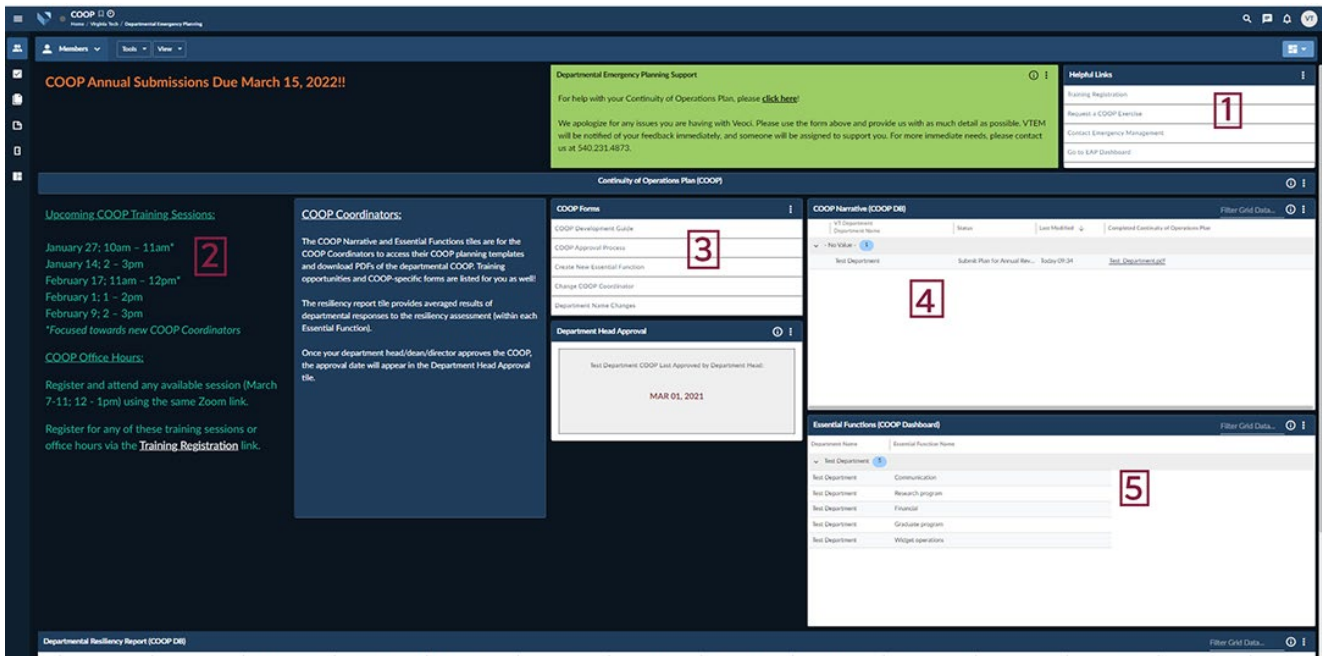 COOP
Home / Virginia Tech / Departmental Emergency Planning
VT
Members
Tools
View
COOP Annual Submissions Due March 15, 2022!!
Departmental Emergency Planning Support
For help with your Continuity of Operations Plan, please click here!
We apologize for any issues you are having with Veoci. Please use the form above and provide us with as much detail as possible. VTEM
will be notified of your feedback immediately, and someone will be assigned to support you. For more immediate needs, please contact
us at 540.231.4873.
Helpful Links
Training Registration
Request a COOP Exercise
Contact Emergency Management
Go to EAP Dashboard
1
Continuity of Operations Plan (COOP)
Upcoming COOP Training Sessions:
January 27; 10am – 11am*
January 14; 2 – 3pm
February 17; 11am – 12pm*
February 1; 1 – 2pm
February 9; 2 – 3pm
*Focused towards new COOP Coordinators
2
COOP Office Hours:
Register and attend any available session (March
7-11; 12 - 1pm) using the same Zoom link.
Register for any of these training sessions or
office hours via the Training Registration link.
COOP Coordinators:
The COOP Narrative and Essential Functions tiles are for the
COOP Coordinators to access their COOP planning templates
and download PDFs of the departmental COOP. Training
opportunities and COOP-specific forms are listed for you as well!
The resiliency report tile provides averaged results of
departmental responses to the resiliency assessment (within each
Essential Function).
Once your department head/dean/director approves the COOP,
the approval date will appear in the Department Head Approval
tile.
COOP Forms
COOP Development Guide
COOP Approval Process
Create New Essential Function
Change COOP Coordinator
Department Name Changes
3
Department Head Approval
Test Department COOP Last Approved by Department Head:
MAR 01, 2021
COOP Narrative (COOP DB)
Filter Grid Data...
VT Department
Department Name
Status
Last Modified
Completed Continuity of Operations Plan
- No Value - 1
Test Department
Submit Plan for Annual Rev...
Today 09:34
Test_Department.pdf
4
Essential Functions (COOP Dashboard)
Filter Grid Data...
Department Name
Essential Function Name
Test Department 5
Test Department Communication
Test Department Research program
Test Department Financial
Test Department Graduate program
Test Department Widget operations
5
Departmental Resiliency Report (COOP DB)
Filter Grid Data...